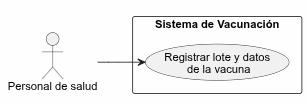 Sistema de Vacunación
Registrar lote y datos
de la vacuna
Personal de salud